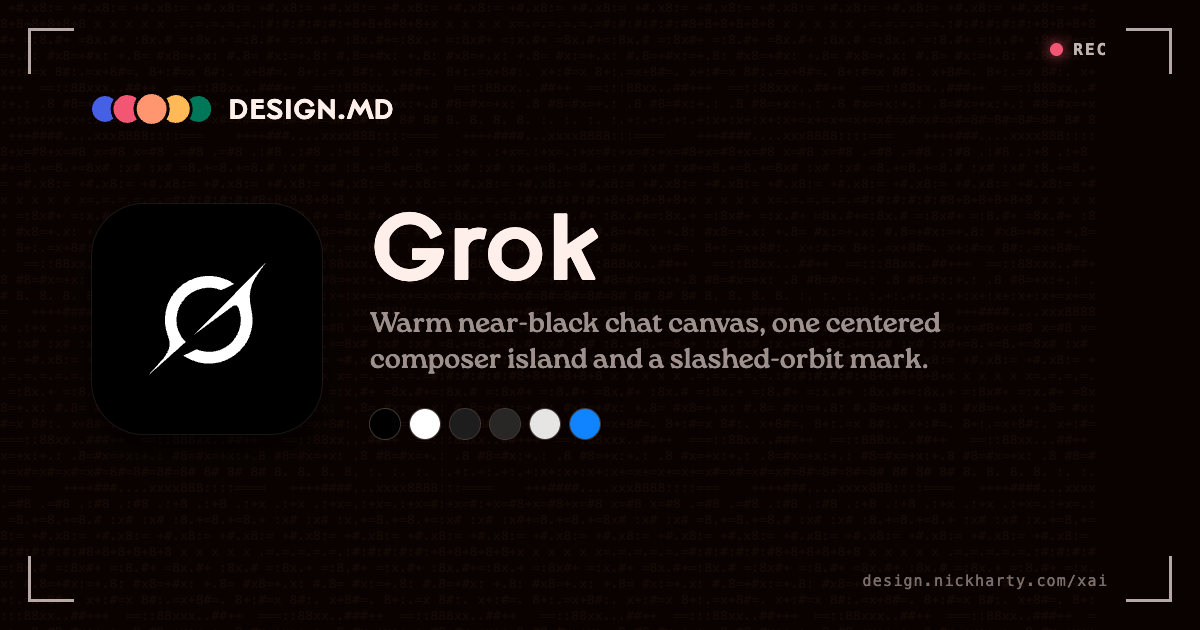 REC
DESIGN.MD
Grok
Warm near-black chat canvas, one centered
composer island and a slashed-orbit mark.
design.nickharty.com/xai